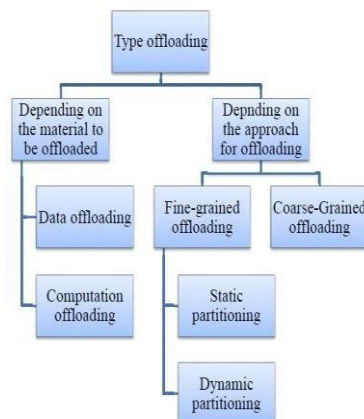 Type offloading
Depending on
the material to
be offloaded
Depnding on
the approach
for offloading
Data offloading
Fine-grained
offloading
Coarse-Grained
offloading
Computation
offloading
Static
partitioning
Dynamic
partitioning